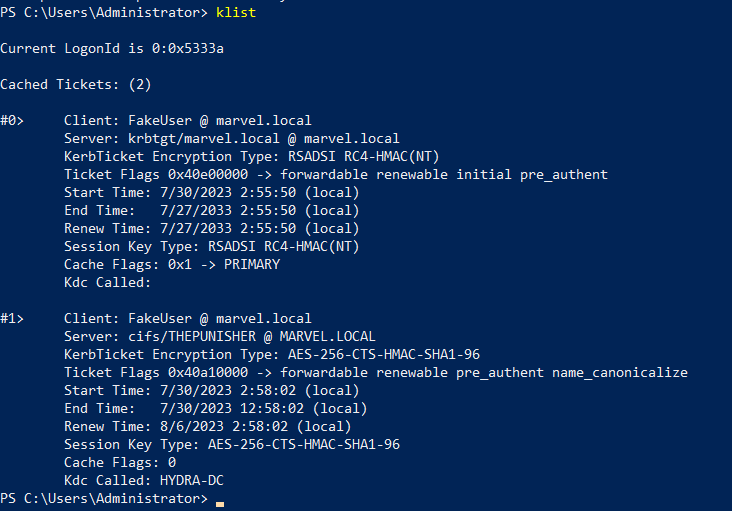 PS C:\Users\Administrator> klist
Current LogonId is 0:0x5333a
Cached Tickets: (2)
#0>     Client: FakeUser @ marvel.local
        Server: krbtgt/marvel.local @ marvel.local
        KerbTicket Encryption Type: RSADSI RC4-HMAC(NT)
        Ticket Flags 0x40e00000 -> forwardable renewable initial pre_authent
        Start Time: 7/30/2023 2:55:50 (local)
        End Time:   7/27/2033 2:55:50 (local)
        Renew Time: 7/27/2033 2:55:50 (local)
        Session Key Type: RSADSI RC4-HMAC(NT)
        Cache Flags: 0x1 -> PRIMARY
        Kdc Called:
#1>     Client: FakeUser @ marvel.local
        Server: cifs/THEPUNISHER @ MARVEL.LOCAL
        KerbTicket Encryption Type: AES-256-CTS-HMAC-SHA1-96
        Ticket Flags 0x40a10000 -> forwardable renewable pre_authent name_canonicalize
        Start Time: 7/30/2023 2:58:02 (local)
        End Time:   7/30/2023 12:58:02 (local)
        Renew Time: 8/6/2023 2:58:02 (local)
        Session Key Type: AES-256-CTS-HMAC-SHA1-96
        Cache Flags: 0
        Kdc Called: HYDRA-DC
PS C:\Users\Administrator>